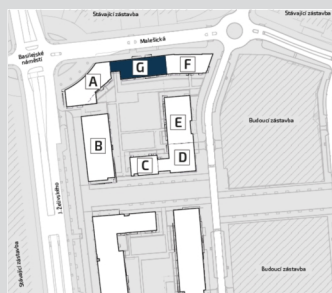 Stávající zástavba
Stávající zástavba
Malešická
Basilejské
náměstí
G
F
A
E
B
Budoucí zástavba
C
D
J. Želivského
Stávající zástavba
Budoucí zástavba